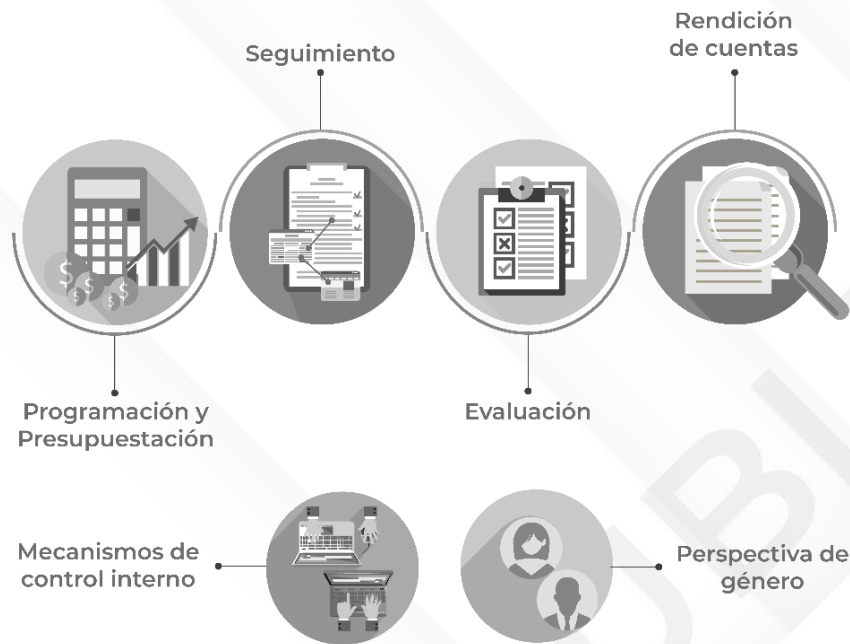 Rendición
de cuentas
Seguimiento
Programación y
Presupuestación
Evaluación
Mecanismos de
control interno
Perspectiva de
género